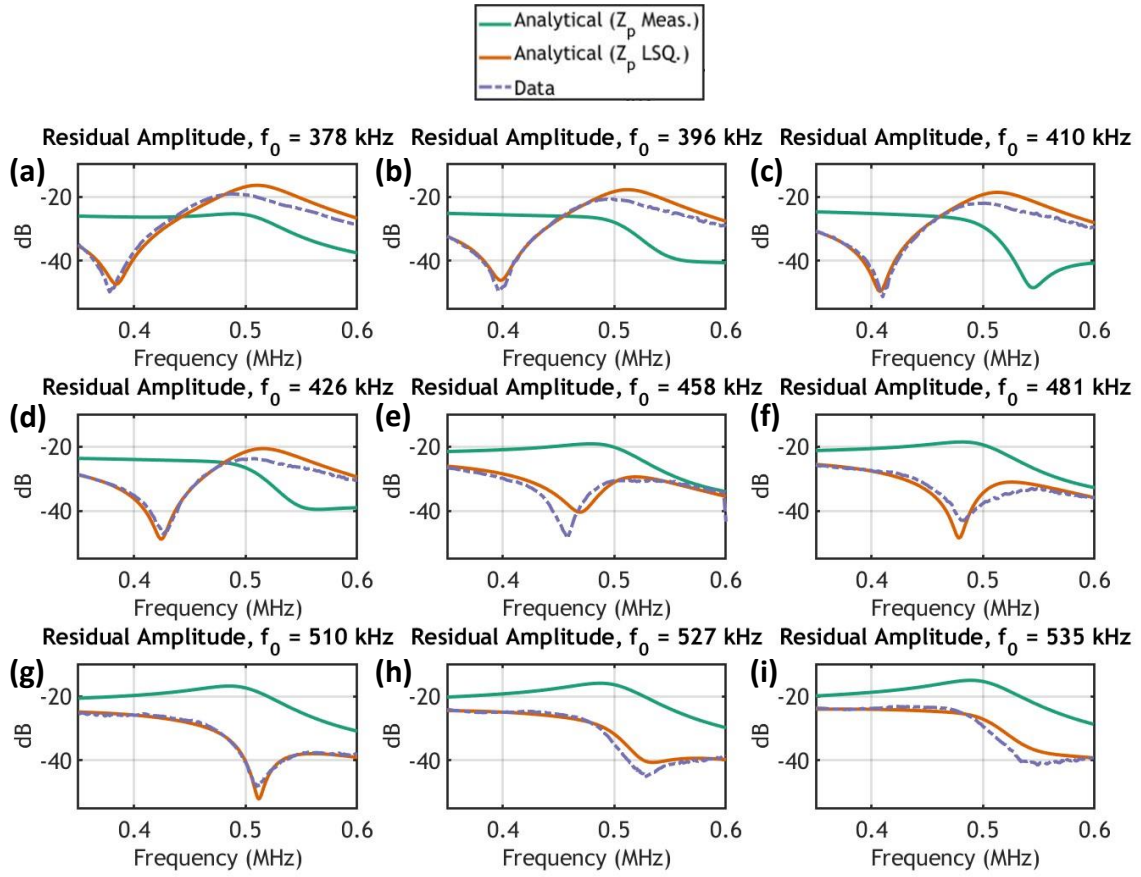 Analytical (Z_p Meas.)
Analytical (Z_p LSQ.)
Data
Residual Amplitude, f_0 = 378 kHz
Residual Amplitude, f_0 = 396 kHz
Residual Amplitude, f_0 = 410 kHz
(a)
(b)
(c)
-20
-40
dB
0.4
0.5
0.6
Frequency (MHz)
-20
-40
dB
0.4
0.5
0.6
Frequency (MHz)
-20
-40
dB
0.4
0.5
0.6
Frequency (MHz)
Residual Amplitude, f_0 = 426 kHz
Residual Amplitude, f_0 = 458 kHz
Residual Amplitude, f_0 = 481 kHz
(d)
(e)
(f)
-20
-40
dB
0.4
0.5
0.6
Frequency (MHz)
-20
-40
dB
0.4
0.5
0.6
Frequency (MHz)
-20
-40
dB
0.4
0.5
0.6
Frequency (MHz)
Residual Amplitude, f_0 = 510 kHz
Residual Amplitude, f_0 = 527 kHz
Residual Amplitude, f_0 = 535 kHz
(g)
(h)
(i)
-20
-40
dB
0.4
0.5
0.6
Frequency (MHz)
-20
-40
dB
0.4
0.5
0.6
Frequency (MHz)
-20
-40
dB
0.4
0.5
0.6
Frequency (MHz)